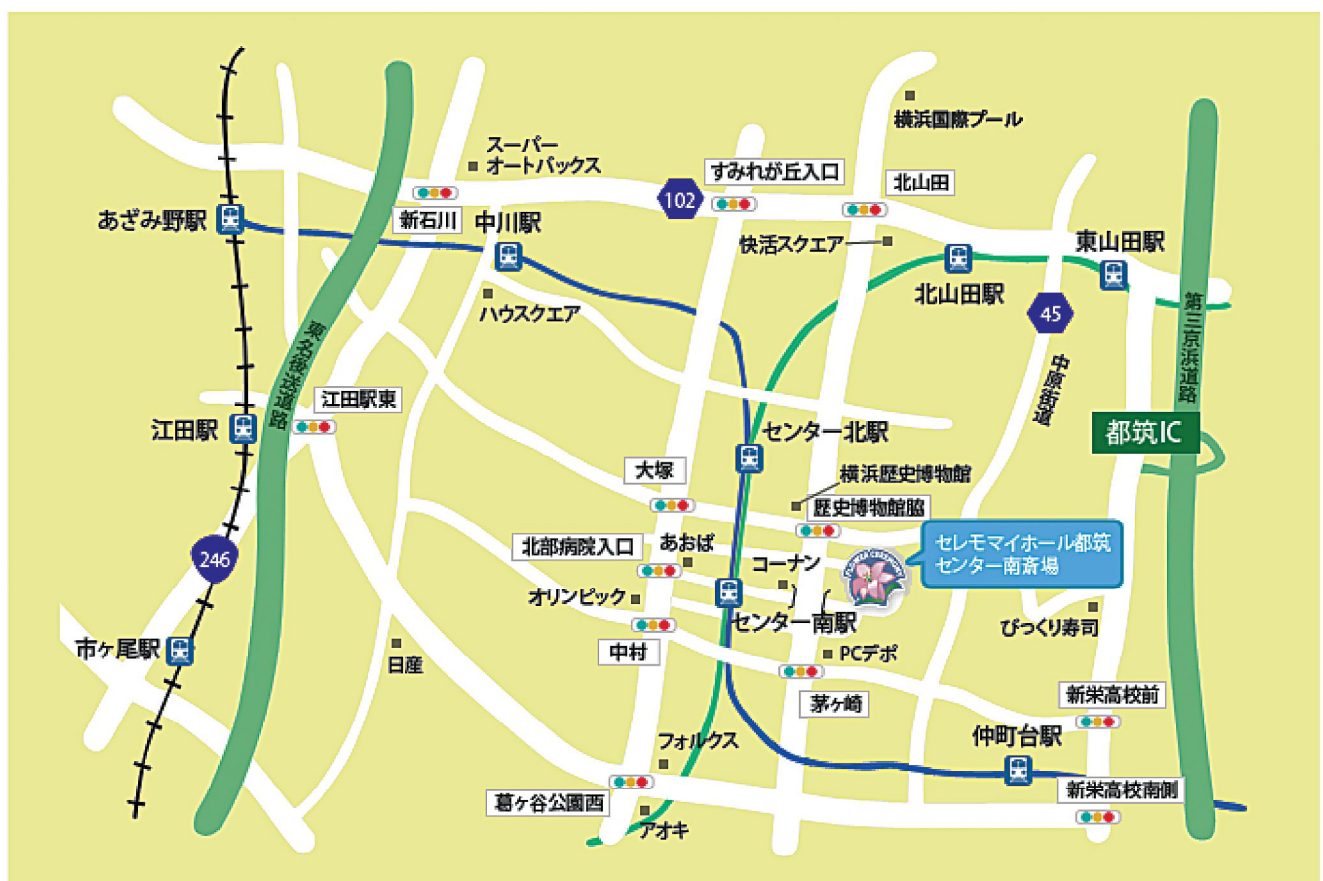 横浜国際プール
スーパー
オートバックス
すみれが丘入口
北山田
102
あざみ野駅
新石川
中川駅
快活スクエア
東山田駅
北山田駅
ハウスクエア
45
第三京浜道路
東名後送道路
中原街道
江田駅東
江田駅
センター北駅
都筑IC
大塚
横浜歴史博物館
歴史博物館脇
246
北部病院入口
あおば
コーナン
セレモマイホール都筑
センター南斎場
オリンピック
センター南駅
びっくり寿司
市ヶ尾駅
日産
中村
PCデポ
茅ヶ崎
新栄高校前
フォルクス
仲町台駅
葛ヶ谷公園西
アオキ
新栄高校南側